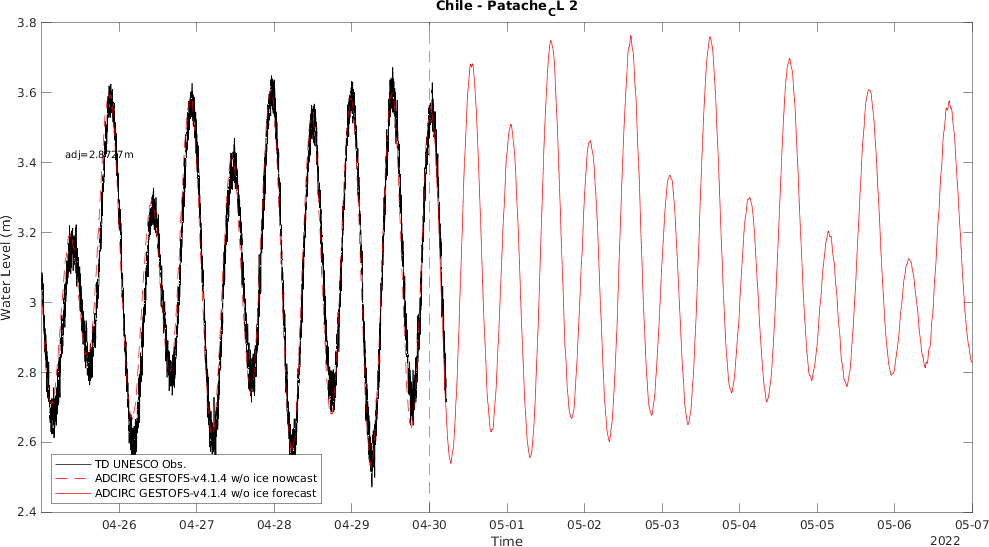 Chile - Patache_CL 2
3.8
3.6
3.4
3.2
3
2.8
2.6
2.4
Water Level (m)
adj=2.8727m
TD UNESCO Obs.
ADCIRC GESTOFS-v4.1.4 w/o ice nowcast
ADCIRC GESTOFS-v4.1.4 w/o ice forecast
04-26 04-27 04-28 04-29 04-30 05-01 05-02 05-03 05-04 05-05 05-06 05-07
Time
2022